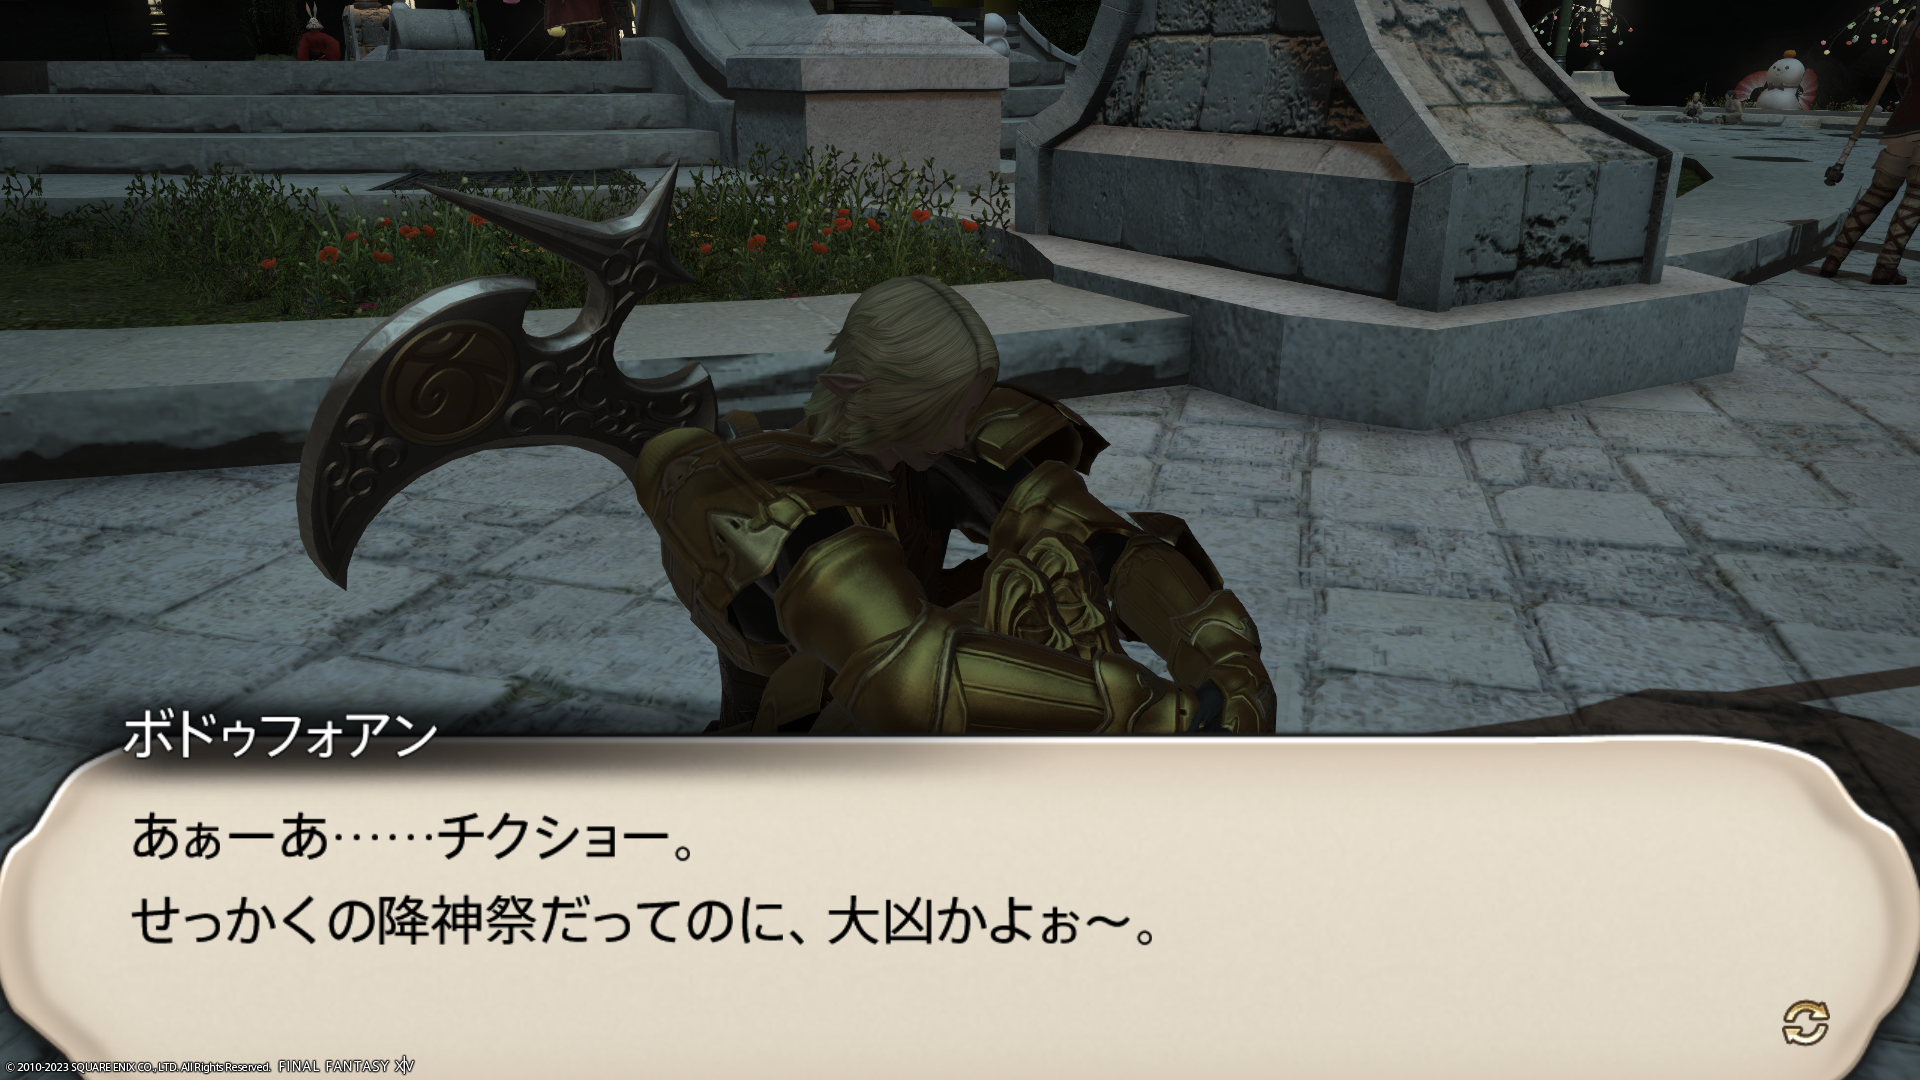 ボドゥフォアン
あぁーあ……チクショー。
せっかくの降神祭だってのに、大凶かよぉ～。
© 2010-2023 SQUARE ENIX CO., LTD. All Rights Reserved. FINAL FANTASY XIV